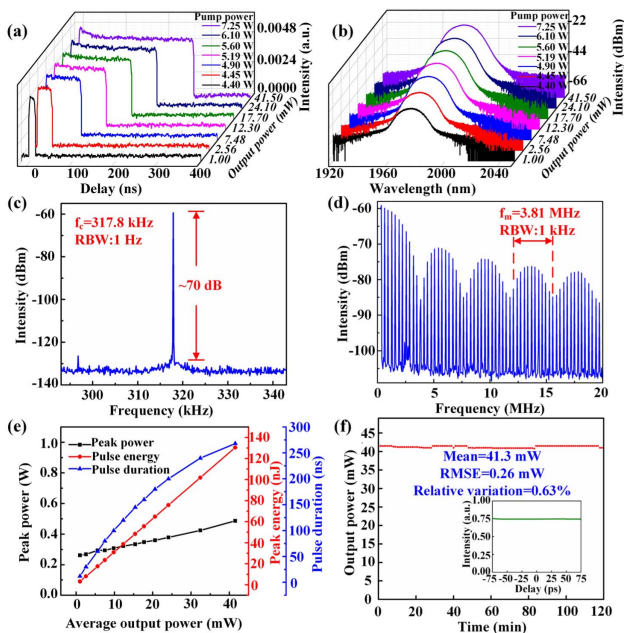 (a)
Pump power
7.25 W
6.10 W
5.60 W
5.19 W
4.90 W
4.45 W
4.40 W
0.0048
0.0024
0.0000
Intensity (a.u.)
41.50
24.10
17.70
12.30
7.48
2.56
1.00
Output power (mW)
0 100 200 300 400
Delay (ns)
(b)
Pump power
7.25 W
6.10 W
5.60 W
5.19 W
4.90 W
4.45 W
4.40 W
-22
-44
-66
Intensity (dBm)
41.50
24.10
17.70
12.30
7.48
2.56
1.00
Output power (mW)
1920 1960 2000 2040
Wavelength (nm)
(c)
fc=317.8 kHz
RBW:1 Hz
~70 dB
-60
-80
-100
-120
-140
Intensity (dBm)
300 310 320 330 340
Frequency (kHz)
(d)
fm=3.81 MHz
RBW:1 kHz
-60
-70
-80
-90
-100
Intensity (dBm)
0 5 10 15 20
Frequency (MHz)
(e)
Peak power
Pulse energy
Pulse duration
1.0
0.8
0.6
0.4
0.2
0.0
Peak power (W)
140
130
110
90
70
50
30
10
0
Peak energy (nJ)
300
250
200
150
100
50
0
Pulse duration (ns)
0 10 20 30 40
Average output power (mW)
(f)
Mean=41.3 mW
RMSE=0.26 mW
Relative variation=0.63%
45
40
35
30
25
20
15
10
5
0
Output power (mW)
1.00
0.75
0.50
0.25
0.00
Intensity (a.u.)
-75 -50 -25 0 25 50 75
Delay (ps)
0 20 40 60 80 100 120
Time (min)